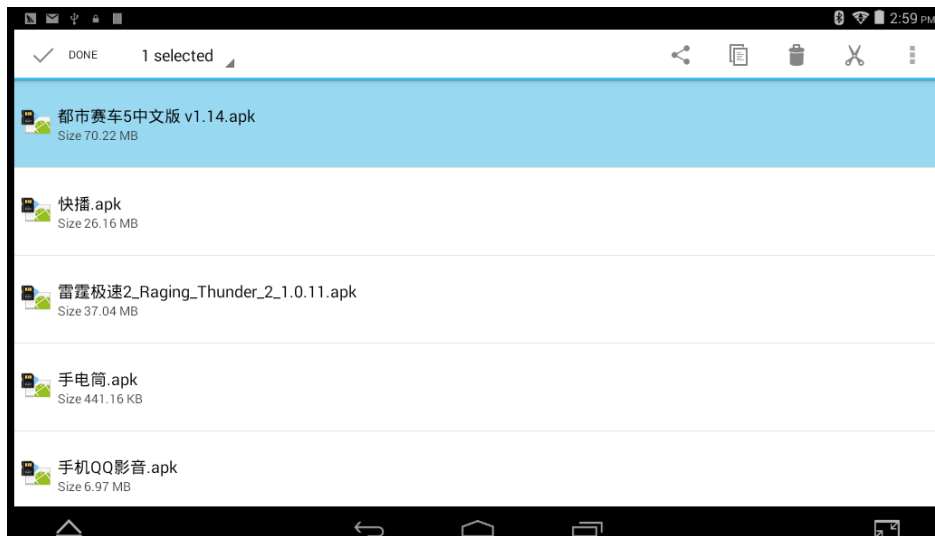 2:59 PM
DONE
1 selected
都市赛车5中文版 v1.14.apk
Size 70.22 MB
快播.apk
Size 26.16 MB
雷霆极速2_Raging_Thunder_2_1.0.11.apk
Size 37.04 MB
手电筒.apk
Size 441.16 KB
手机QQ影音.apk
Size 6.97 MB